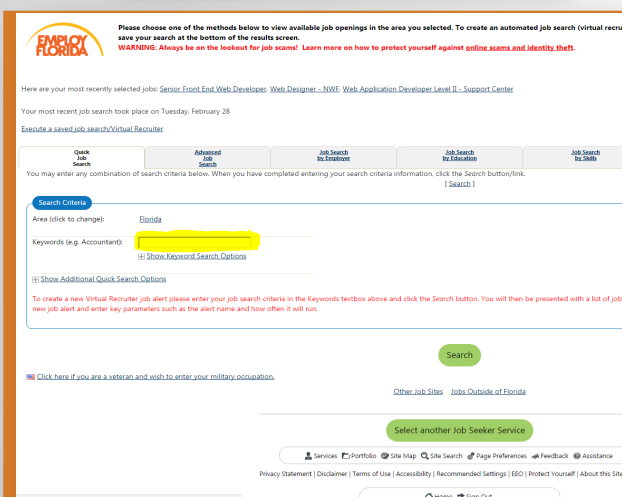 EMPLOY
FLORIDA
Please choose one of the methods below to view available job openings in the area you selected. To create an automated job search (virtual recru
save your search at the bottom of the results screen.
WARNING: Always be on the lookout for job scams! Learn more on how to protect yourself against online scams and identity theft.
Here are your most recently selected jobs: Senior Front End Web Developer, Web Designer - NWF, Web Application Developer Level II - Support Center
Your most recent job search took place on Tuesday, February 28
Execute a saved job search/Virtual Recruiter
Quick
Job
Search
Advanced
Job
Search
Job Search
by Employer
Job Search
by Education
Job Search
by Skills
You may enter any combination of search criteria below. When you have completed entering your search criteria information, click the Search button/link.
[ Search ]
Search Criteria
Area (click to change): Florida
Keywords (e.g. Accountant):
Show Keyword Search Options
Show Additional Quick Search Options
To create a new Virtual Recruiter job alert please enter your job search criteria in the Keywords textbox above and click the Search button. You will then be presented with a list of job
new job alert and enter key parameters such as the alert name and how often it will run.
Search
Click here if you are a veteran and wish to enter your military occupation.
Other Job Sites Jobs Outside of Florida
Select another Job Seeker Service
Services Portfolio Site Map Site Search Page Preferences Feedback Assistance
Privacy Statement | Disclaimer | Terms of Use | Accessibility | Recommended Settings | EEO | Protect Yourself | About this Site
Home Sign Out